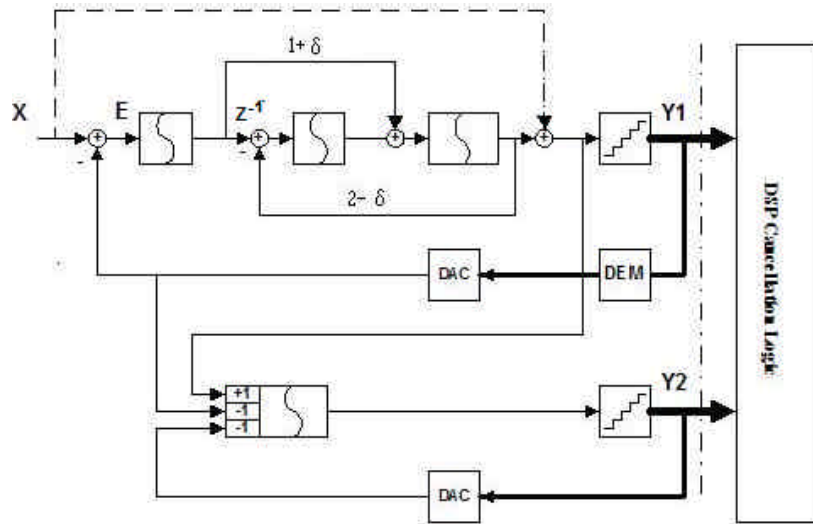 1+ δ
X
E
Z⁻¹
Y1
+
+
+
+
-
-
2- δ
DAC
DEM
+1
-1
-1
Y2
DAC
DSP Cancellation Logic